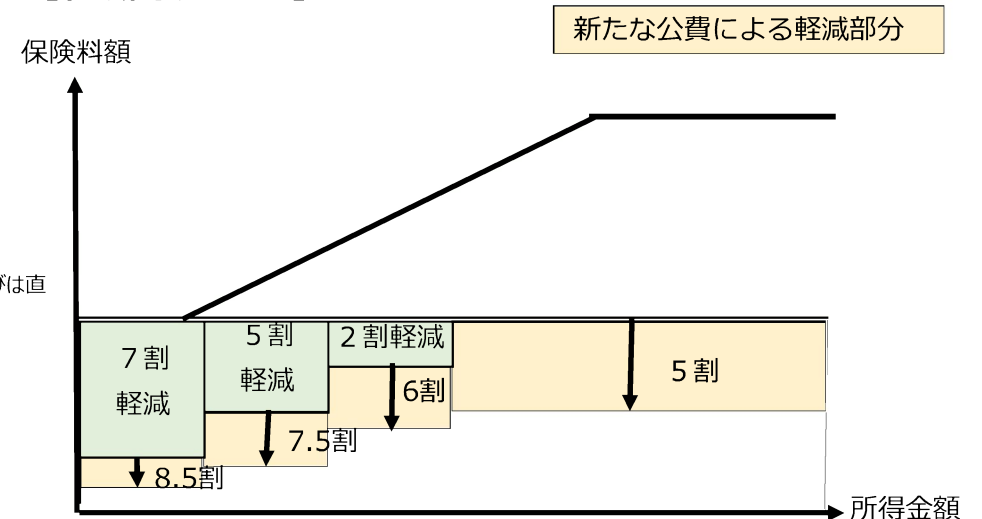 新たな公費による軽減部分
保険料額
びは直
７割
軽減
５割
軽減
２割軽減
５割
6割
7.5割
8.5割
所得金額